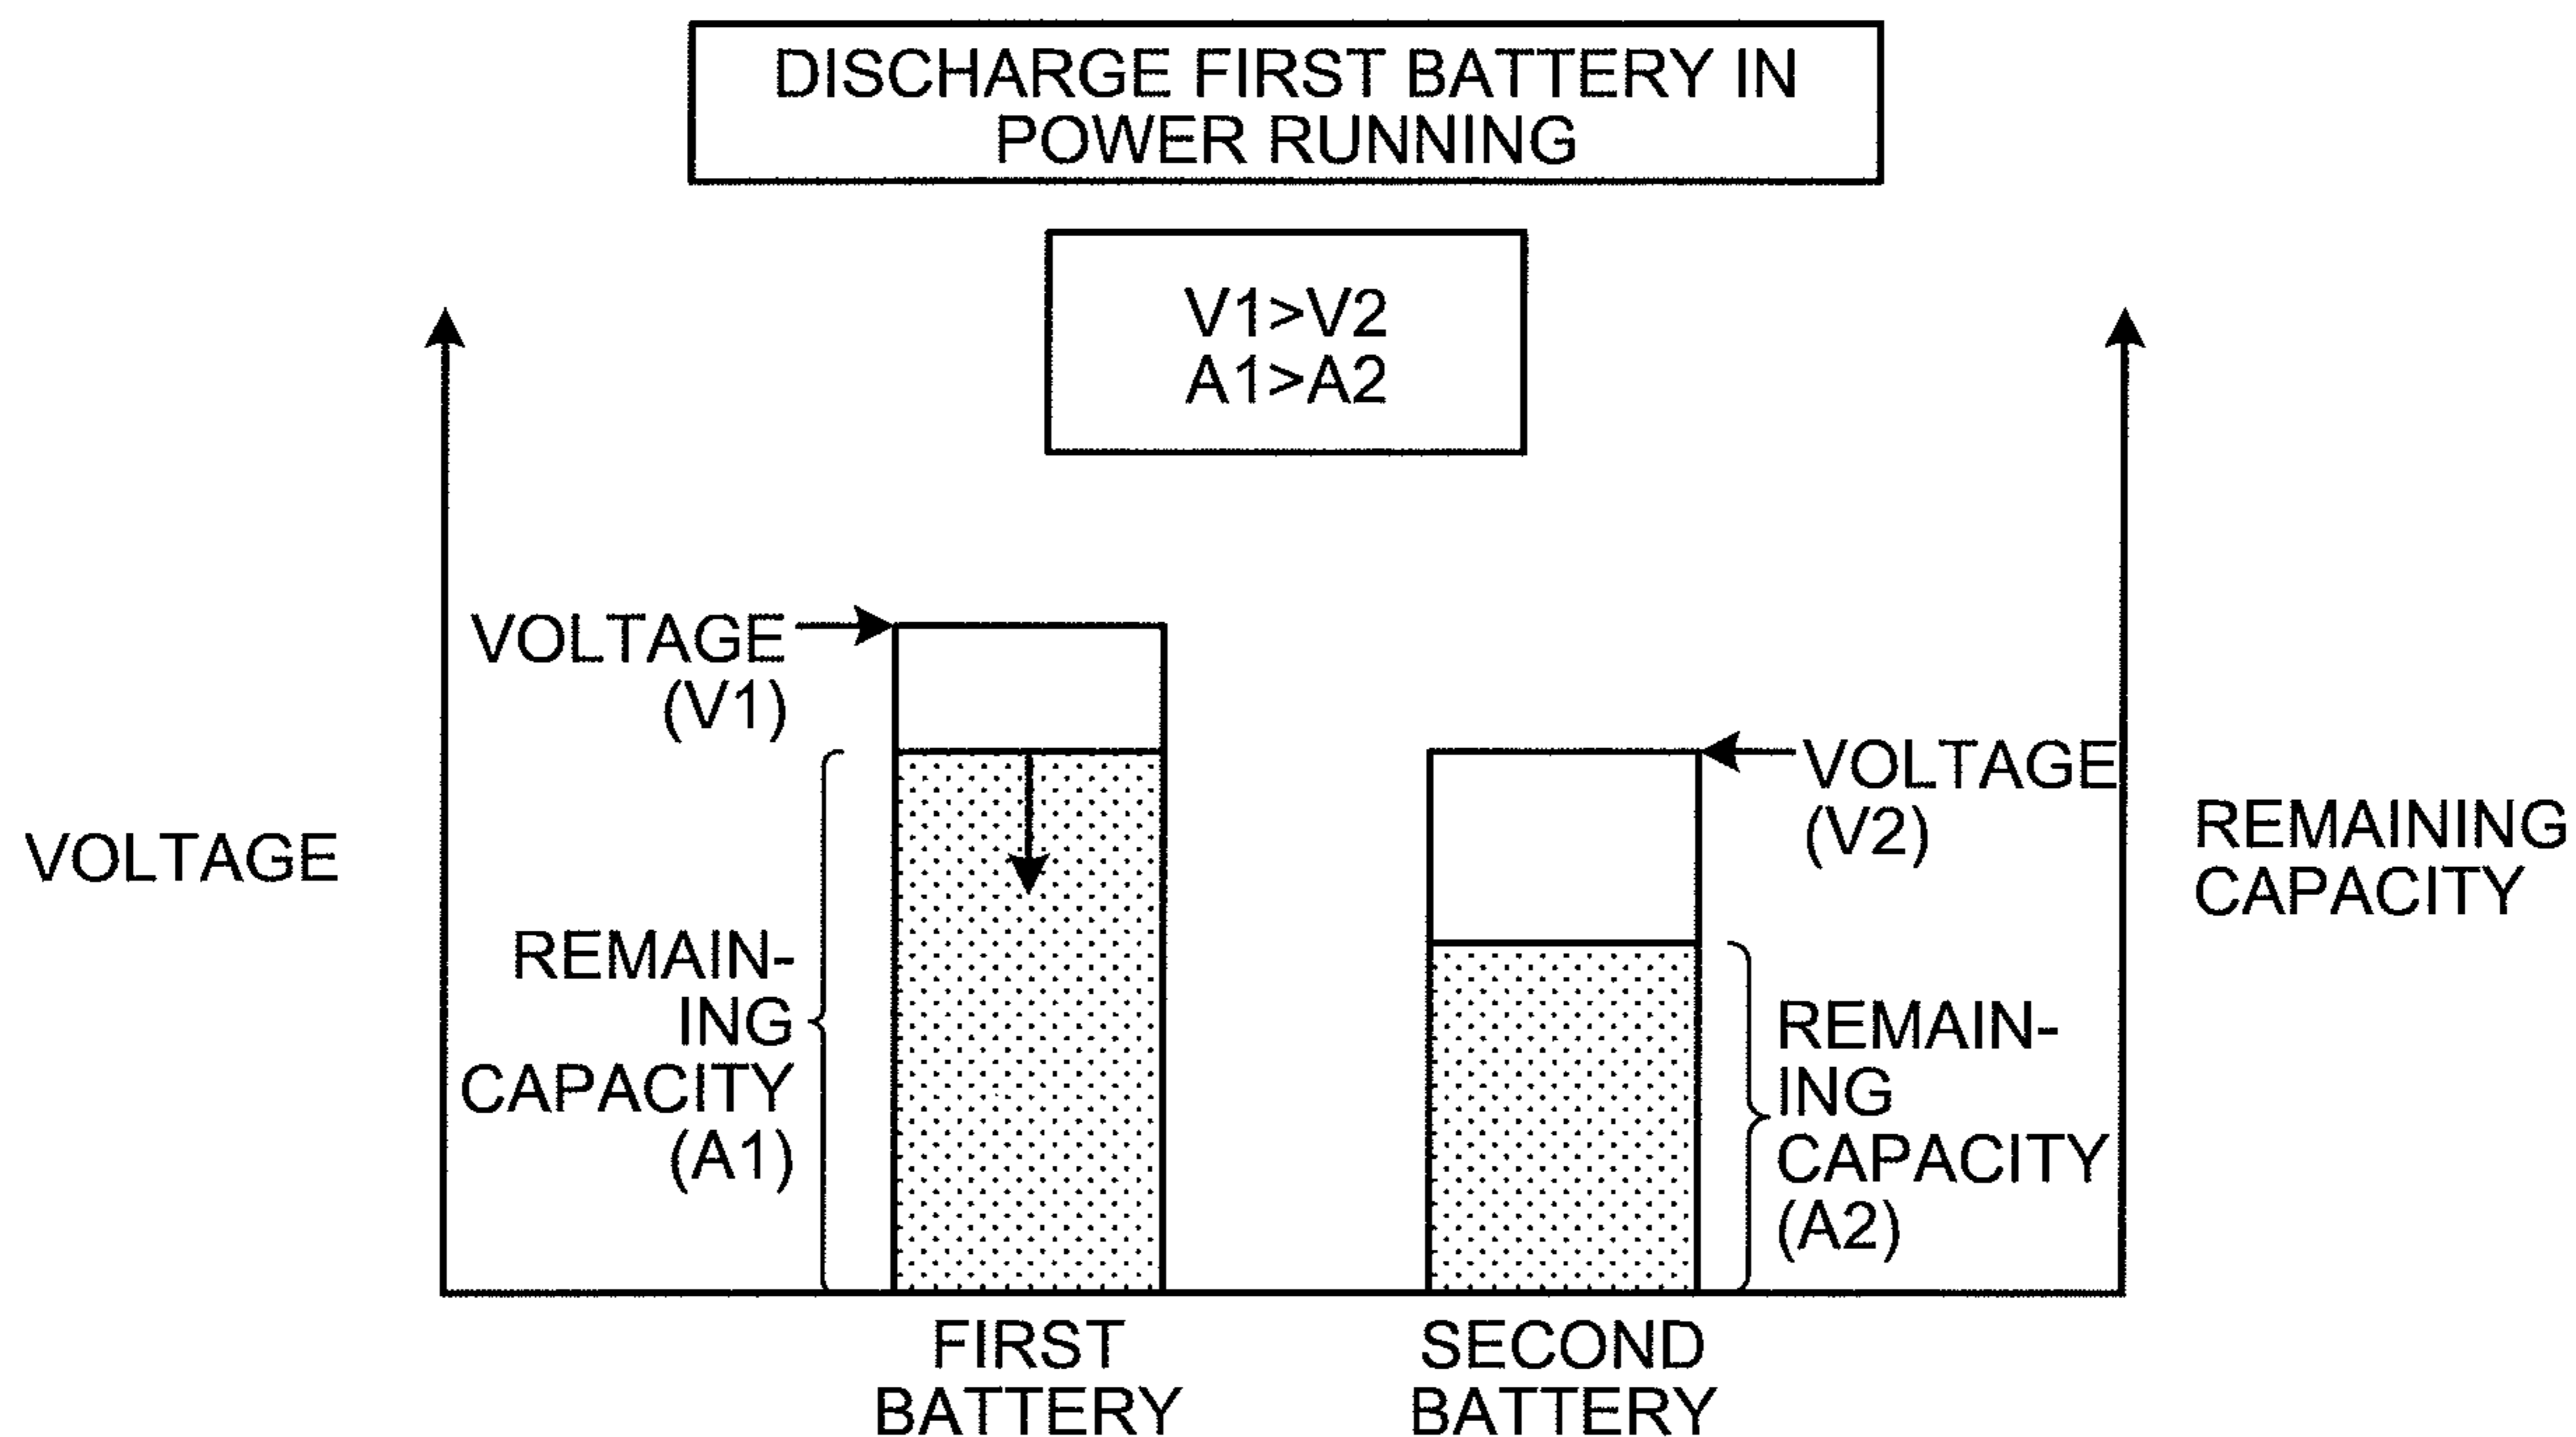 DISCHARGE FIRST BATTERY IN
POWER RUNNING
V1>V2
A1>A2
VOLTAGE
(V1)
VOLTAGE
(V2)
VOLTAGE
REMAINING
CAPACITY
REMAIN-
ING
CAPACITY
(A1)
REMAIN-
ING
CAPACITY
(A2)
FIRST
BATTERY
SECOND
BATTERY